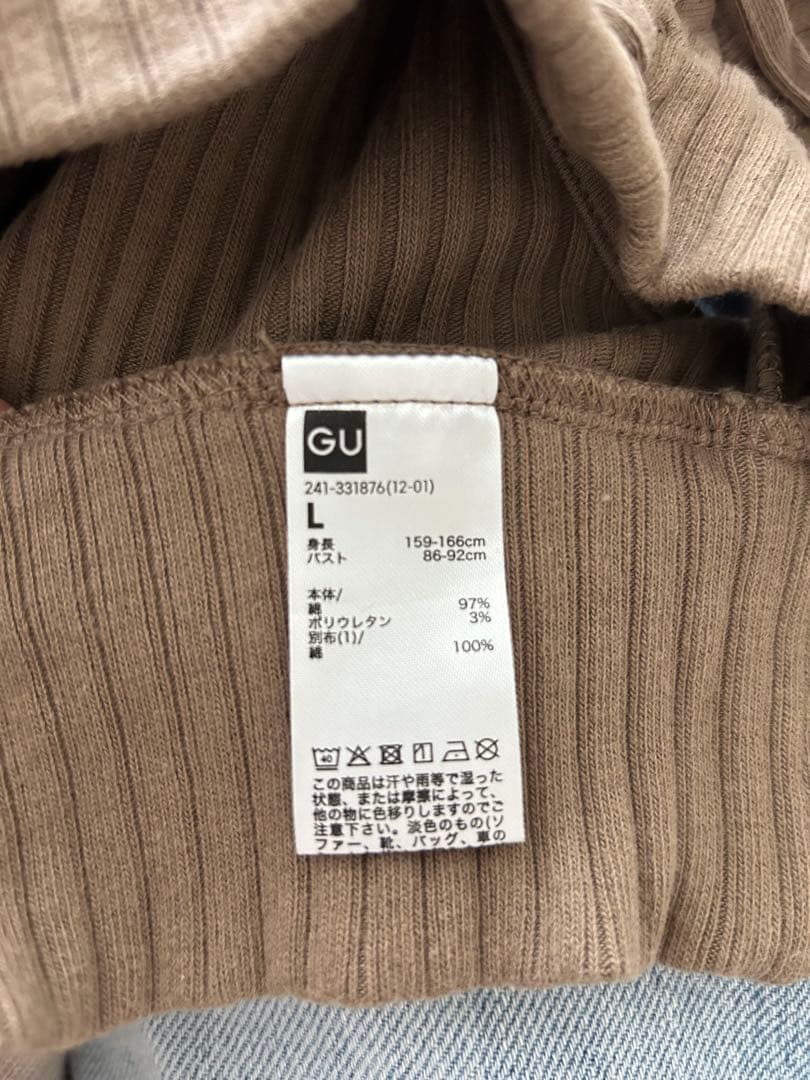 GU
241-331876(12-01)
L
身長 159-166cm
バスト 86-92cm
本体/
綿 97%
ポリウレタン 3%
別布(1)/
綿 100%
40
この商品は汗や雨等で湿った
状態、または摩擦によって、
他の物に色移りしますのでご
注意下さい。淡色のもの(ソ
ファー、靴、バッグ、車の